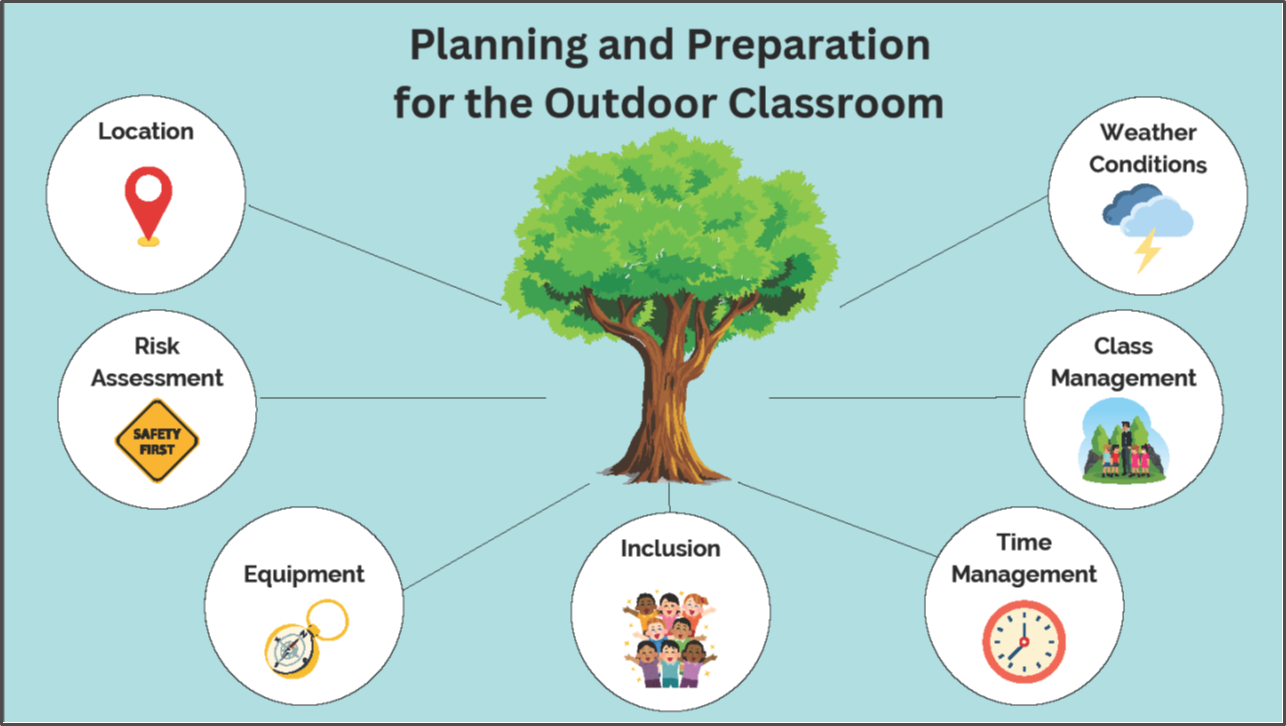 Planning and Preparation
for the Outdoor Classroom
Location
Weather
Conditions
Risk
Assessment
SAFETY
FIRST
Class
Management
Equipment
N
Inclusion
Time
Management